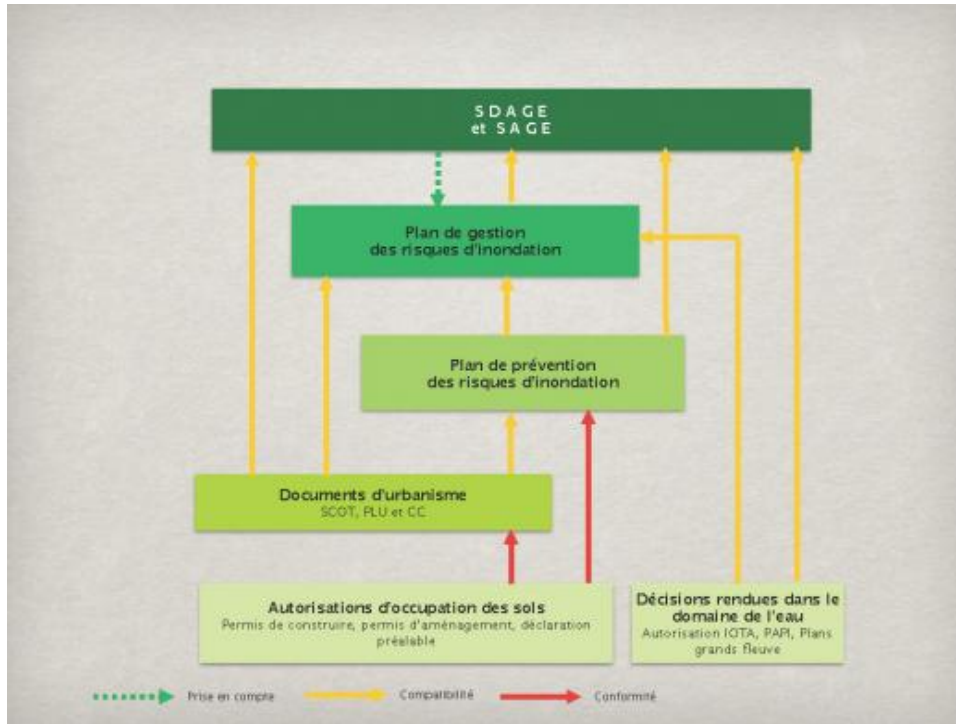 SDAGE
et SAGE
Plan de gestion
des risques d'inondation
Plan de prévention
des risques d'inondation
Documents d'urbanisme
SCOT, PLU et CC
Autorisations d'occupation des sols
Permis de construire, permis d'aménagement, déclaration
préalable
Décisions rendues dans le
domaine de l'eau
Autorisation IOTA, PAPI, Plans
grands fleuve
Prise en compte
Compatibilité
Conformité